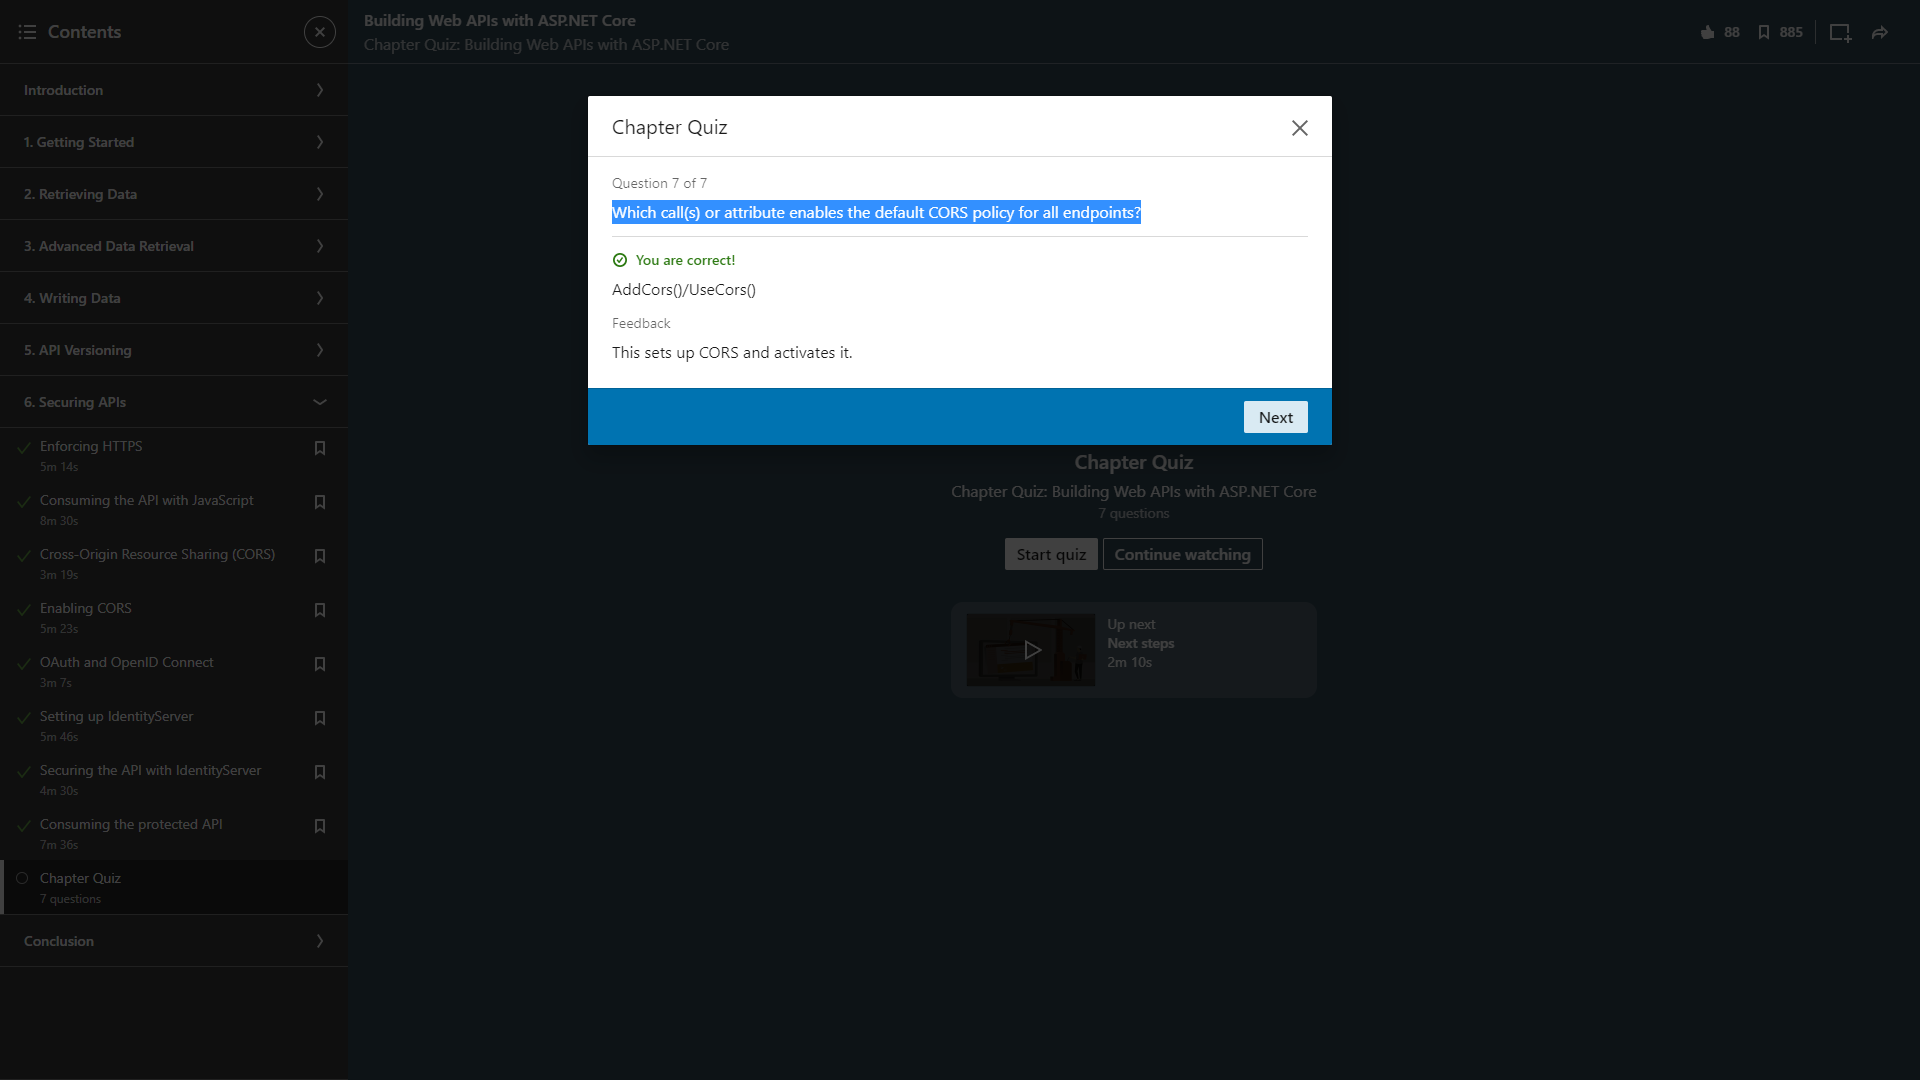 Contents
Building Web APIs with ASP.NET Core
Chapter Quiz: Building Web APIs with ASP.NET Core
88
885
Introduction
1. Getting Started
2. Retrieving Data
3. Advanced Data Retrieval
4. Writing Data
5. API Versioning
6. Securing APIs
Enforcing HTTPS
5m 14s
Consuming the API with JavaScript
8m 30s
Cross-Origin Resource Sharing (CORS)
3m 19s
Enabling CORS
5m 23s
OAuth and OpenID Connect
3m 7s
Setting up IdentityServer
5m 46s
Securing the API with IdentityServer
4m 30s
Consuming the protected API
7m 36s
Chapter Quiz
7 questions
Conclusion
Chapter Quiz
Question 7 of 7
Which call(s) or attribute enables the default CORS policy for all endpoints?
You are correct!
AddCors()/UseCors()
Feedback
This sets up CORS and activates it.
Next
Chapter Quiz
Chapter Quiz: Building Web APIs with ASP.NET Core
7 questions
Start quiz
Continue watching
Up next
Next steps
2m 10s